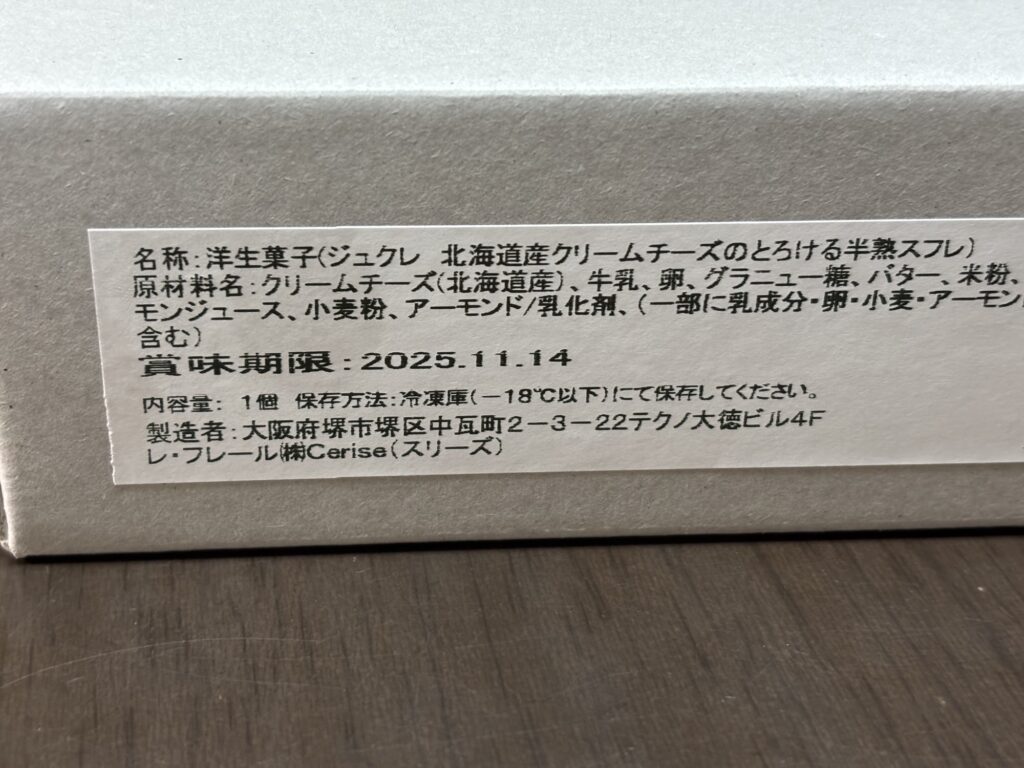 名称：洋生菓子(ジュクレ　北海道産クリームチーズのとろける半熟スフレ)
原材料名：クリームチーズ(北海道産)、牛乳、卵、グラニュー糖、バター、米粉、
モンジュース、小麦粉、アーモンド/乳化剤、(一部に乳成分・卵・小麦・アーモン
含む)
賞味期限：2025.11.14
内容量：1個 保存方法：冷凍庫(－18℃以下)にて保存してください。
製造者：大阪府堺市堺区中瓦町2－3－22テクノ大徳ビル4F
レ・フレール㈱Cerise(スリーズ)